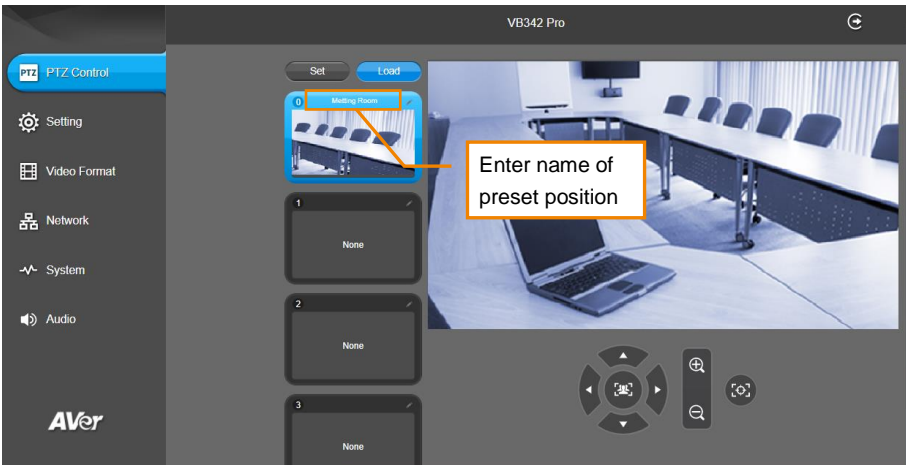 VB342 Pro
PTZ PTZ Control
Setting
Video Format
Network
System
Audio
AVer
Set Load
0 Metting Room
1
None
2
None
3
None
Enter name of
preset position